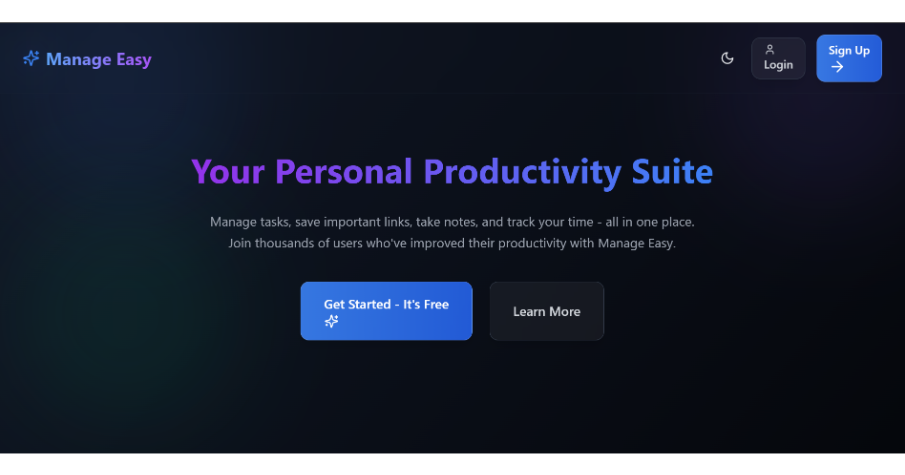 Manage Easy
Login
Sign Up
Your Personal Productivity Suite
Manage tasks, save important links, take notes, and track your time - all in one place.
Join thousands of users who've improved their productivity with Manage Easy.
Get Started - It's Free
Learn More